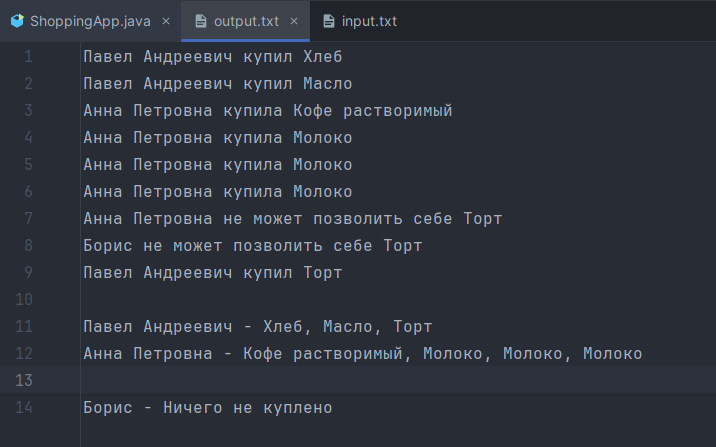 ShoppingApp.java × output.txt × input.txt
1 Павел Андреевич купил Хлеб
2 Павел Андреевич купил Масло
3 Анна Петровна купила Кофе растворимый
4 Анна Петровна купила Молоко
5 Анна Петровна купила Молоко
6 Анна Петровна купила Молоко
7 Анна Петровна не может позволить себе Торт
8 Борис не может позволить себе Торт
9 Павел Андреевич купил Торт
10
11 Павел Андреевич - Хлеб, Масло, Торт
12 Анна Петровна - Кофе растворимый, Молоко, Молоко, Молоко
13
14 Борис - Ничего не куплено